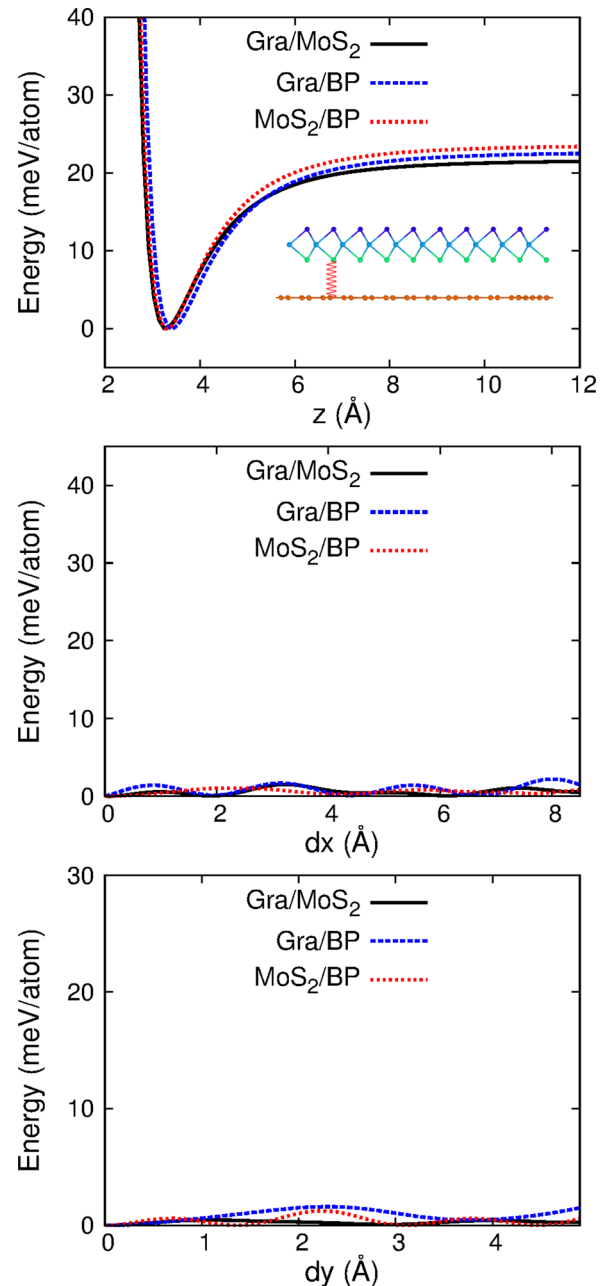 40
30
20
10
0
Energy (meV/atom)
Gra/MoS₂
Gra/BP
MoS₂/BP
2 4 6 8 10 12
z (Å)
40
30
20
10
0
Energy (meV/atom)
Gra/MoS₂
Gra/BP
MoS₂/BP
0 2 4 6 8
dx (Å)
30
20
10
0
Energy (meV/atom)
Gra/MoS₂
Gra/BP
MoS₂/BP
0 1 2 3 4
dy (Å)